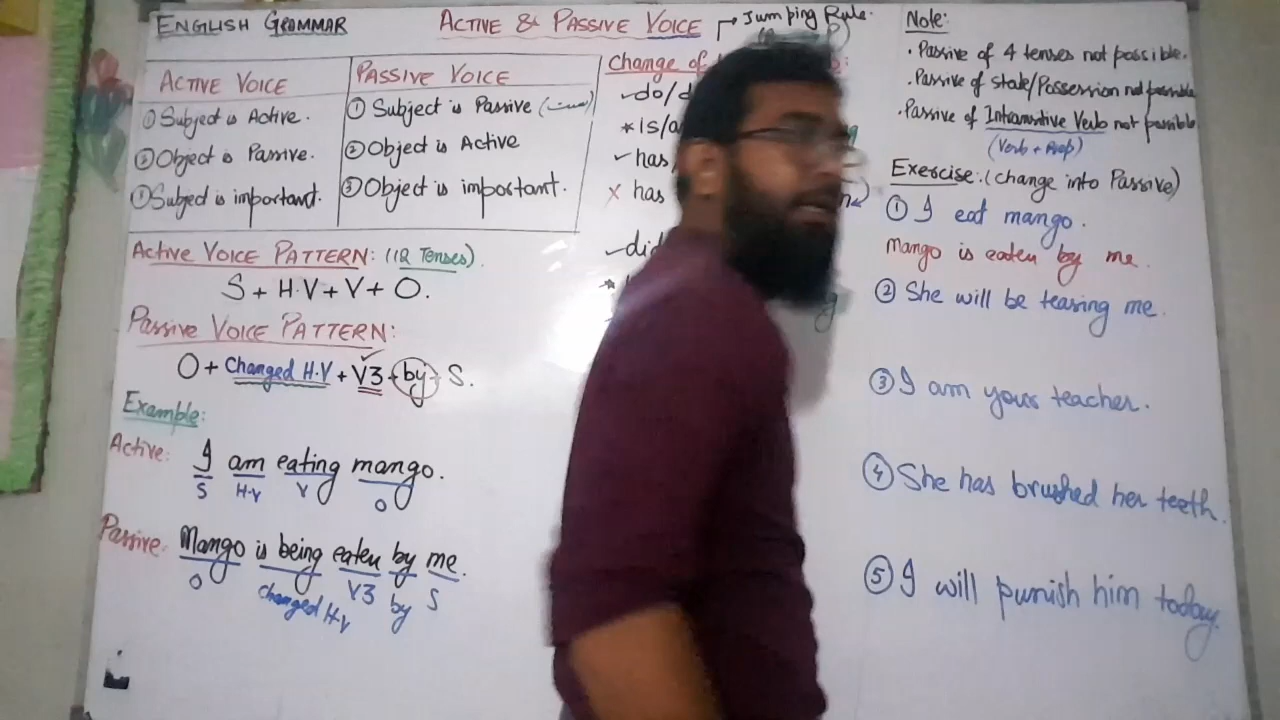 ENGLISH GRAMMAR
ACTIVE & PASSIVE VOICE
Jumping Rule.
ACTIVE VOICE
① Subject is Active.
② Object is Passive.
① Subject is important.
PASSIVE VOICE
① Subject is Passive
② Object is Active
③ Object is important.
ACTIVE VOICE PATTERN: (12 Tenses).
S + H.V + V + O.
PASSIVE VOICE PATTERN:
O + Changed H.V + V3 + by + S.
Example:
Active: I am eating mango.
S H.V V O
Passive: Mango is being eaten by me.
O changed H.V V3 by S
Change of
do/d
* is/a
✓ has
x has
did
Note:
• Passive of 4 tenses not possible.
• Passive of state/Possession not possible
• Passive of Intransitive Verb not possible
(Verb + Prep)
Exercise: (change into Passive)
① I eat mango.
Mango is eaten by me.
② She will be teasing me.
③ I am your teacher.
④ She has brushed her teeth.
⑤ I will punish him today.